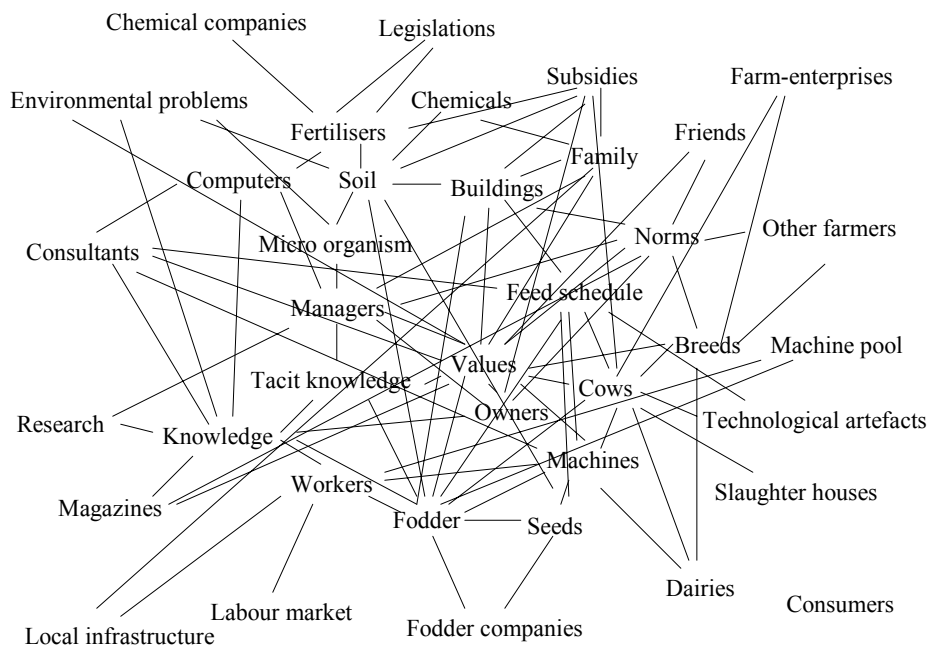 Chemical companies
Legislations
Subsidies
Farm-enterprises
Environmental problems
Chemicals
Fertilisers
Friends
Family
Computers
Soil
Buildings
Micro organism
Norms
Other farmers
Consultants
Managers
Feed schedule
Values
Breeds
Machine pool
Tacit knowledge
Cows
Owners
Technological artefacts
Research
Knowledge
Machines
Workers
Slaughter houses
Magazines
Fodder
Seeds
Dairies
Consumers
Labour market
Fodder companies
Local infrastructure